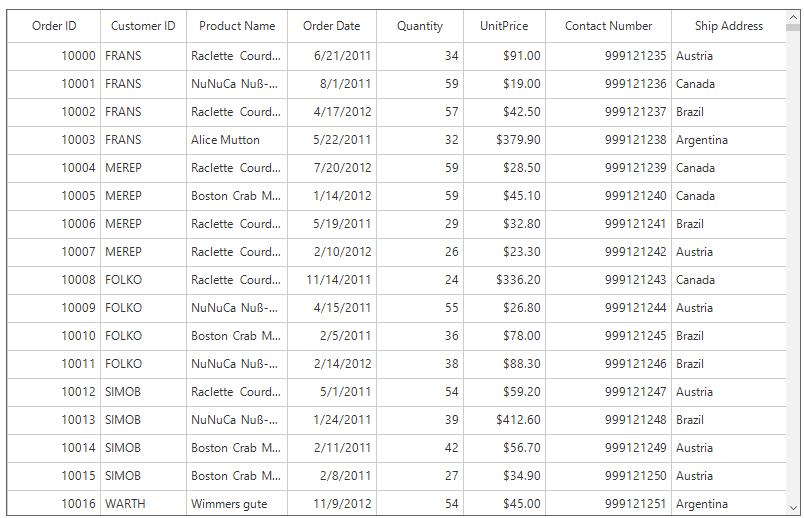 Order ID Customer ID Product Name Order Date Quantity UnitPrice Contact Number Ship Address
10000 FRANS Raclette Courd... 6/21/2011 34 $91.00 999121235 Austria
10001 FRANS NuNuCa Nuß-... 8/1/2011 59 $19.00 999121236 Canada
10002 FRANS Raclette Courd... 4/17/2012 57 $42.50 999121237 Brazil
10003 FRANS Alice Mutton 5/22/2011 32 $379.90 999121238 Argentina
10004 MEREP Raclette Courd... 7/20/2012 59 $28.50 999121239 Canada
10005 MEREP Boston Crab M... 1/14/2012 59 $45.10 999121240 Canada
10006 MEREP Raclette Courd... 5/19/2011 29 $32.80 999121241 Brazil
10007 MEREP Raclette Courd... 2/10/2012 26 $23.30 999121242 Austria
10008 FOLKO Raclette Courd... 11/14/2011 24 $336.20 999121243 Canada
10009 FOLKO NuNuCa Nuß-... 4/15/2011 55 $26.80 999121244 Austria
10010 FOLKO Boston Crab M... 2/5/2011 36 $78.00 999121245 Brazil
10011 FOLKO NuNuCa Nuß-... 2/14/2012 38 $88.30 999121246 Brazil
10012 SIMOB Raclette Courd... 5/1/2011 54 $59.20 999121247 Austria
10013 SIMOB NuNuCa Nuß-... 1/24/2011 39 $412.60 999121248 Brazil
10014 SIMOB Boston Crab M... 2/11/2011 42 $56.70 999121249 Austria
10015 SIMOB Boston Crab M... 2/8/2011 27 $34.90 999121250 Austria
10016 WARTH Wimmers gute 11/9/2012 54 $45.00 999121251 Argentina